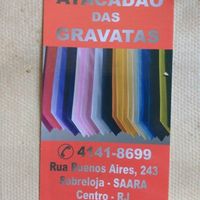 ATACADÃO
DAS
GRAVATAS
4141-8699
Rua Buenos Aires, 243
Sobreloja - SAARA
Centro - RJ